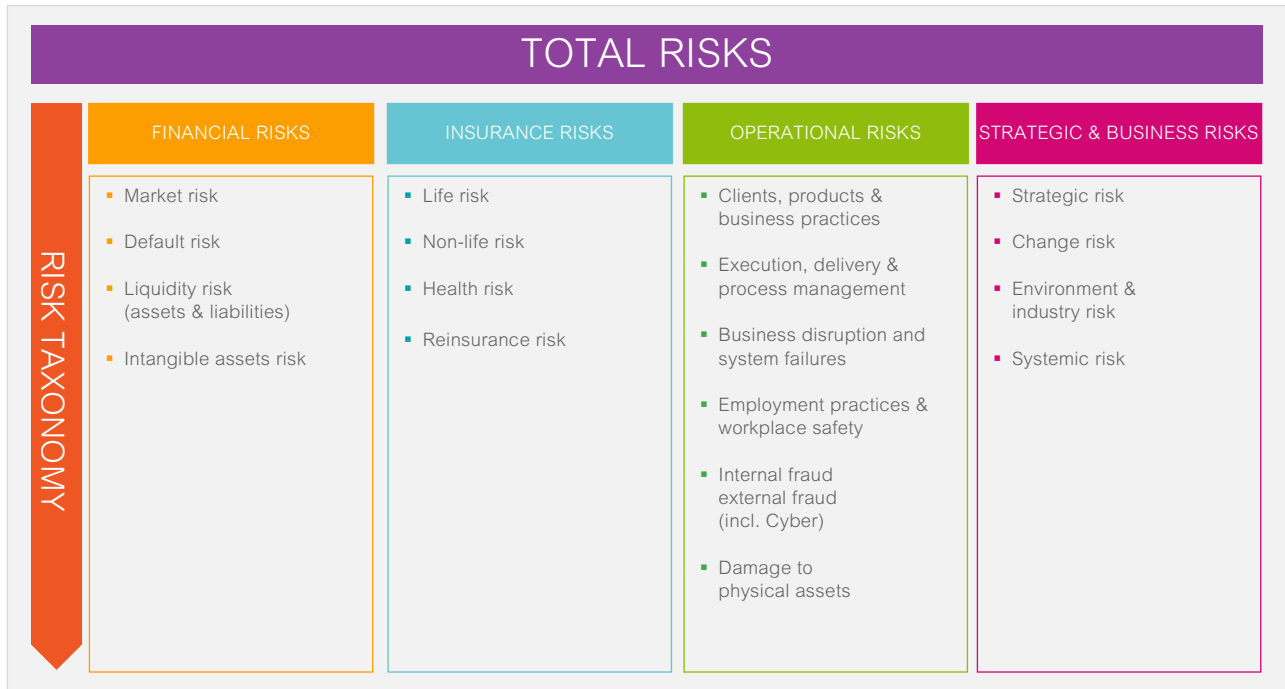 TOTAL RISKS
RISK TAXONOMY
FINANCIAL RISKS
Market risk
Default risk
Liquidity risk
(assets & liabilities)
Intangible assets risk
INSURANCE RISKS
Life risk
Non-life risk
Health risk
Reinsurance risk
OPERATIONAL RISKS
Clients, products &
business practices
Execution, delivery &
process management
Business disruption and
system failures
Employment practices &
workplace safety
Internal fraud
external fraud
(incl. Cyber)
Damage to
physical assets
STRATEGIC & BUSINESS RISKS
Strategic risk
Change risk
Environment &
industry risk
Systemic risk